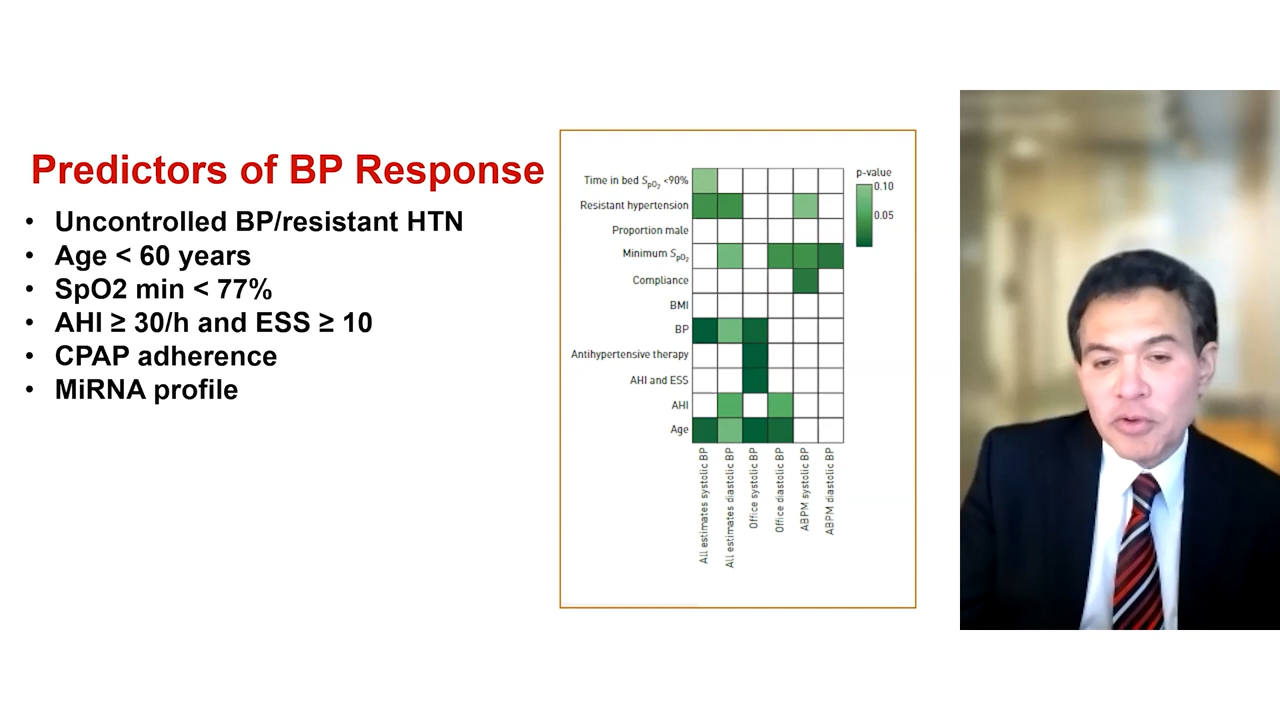 Predictors of BP Response
• Uncontrolled BP/resistant HTN
• Age < 60 years
• SpO2 min < 77%
• AHI ≥ 30/h and ESS ≥ 10
• CPAP adherence
• MiRNA profile
Time in bed SpO2 <90%
Resistant hypertension
Proportion male
Minimum SpO2
Compliance
BMI
BP
Antihypertensive therapy
AHI and ESS
AHI
Age
All estimates systolic BP
All estimates diastolic BP
Office systolic BP
Office diastolic BP
ABPM systolic BP
ABPM diastolic BP
p-value
0.10
0.05